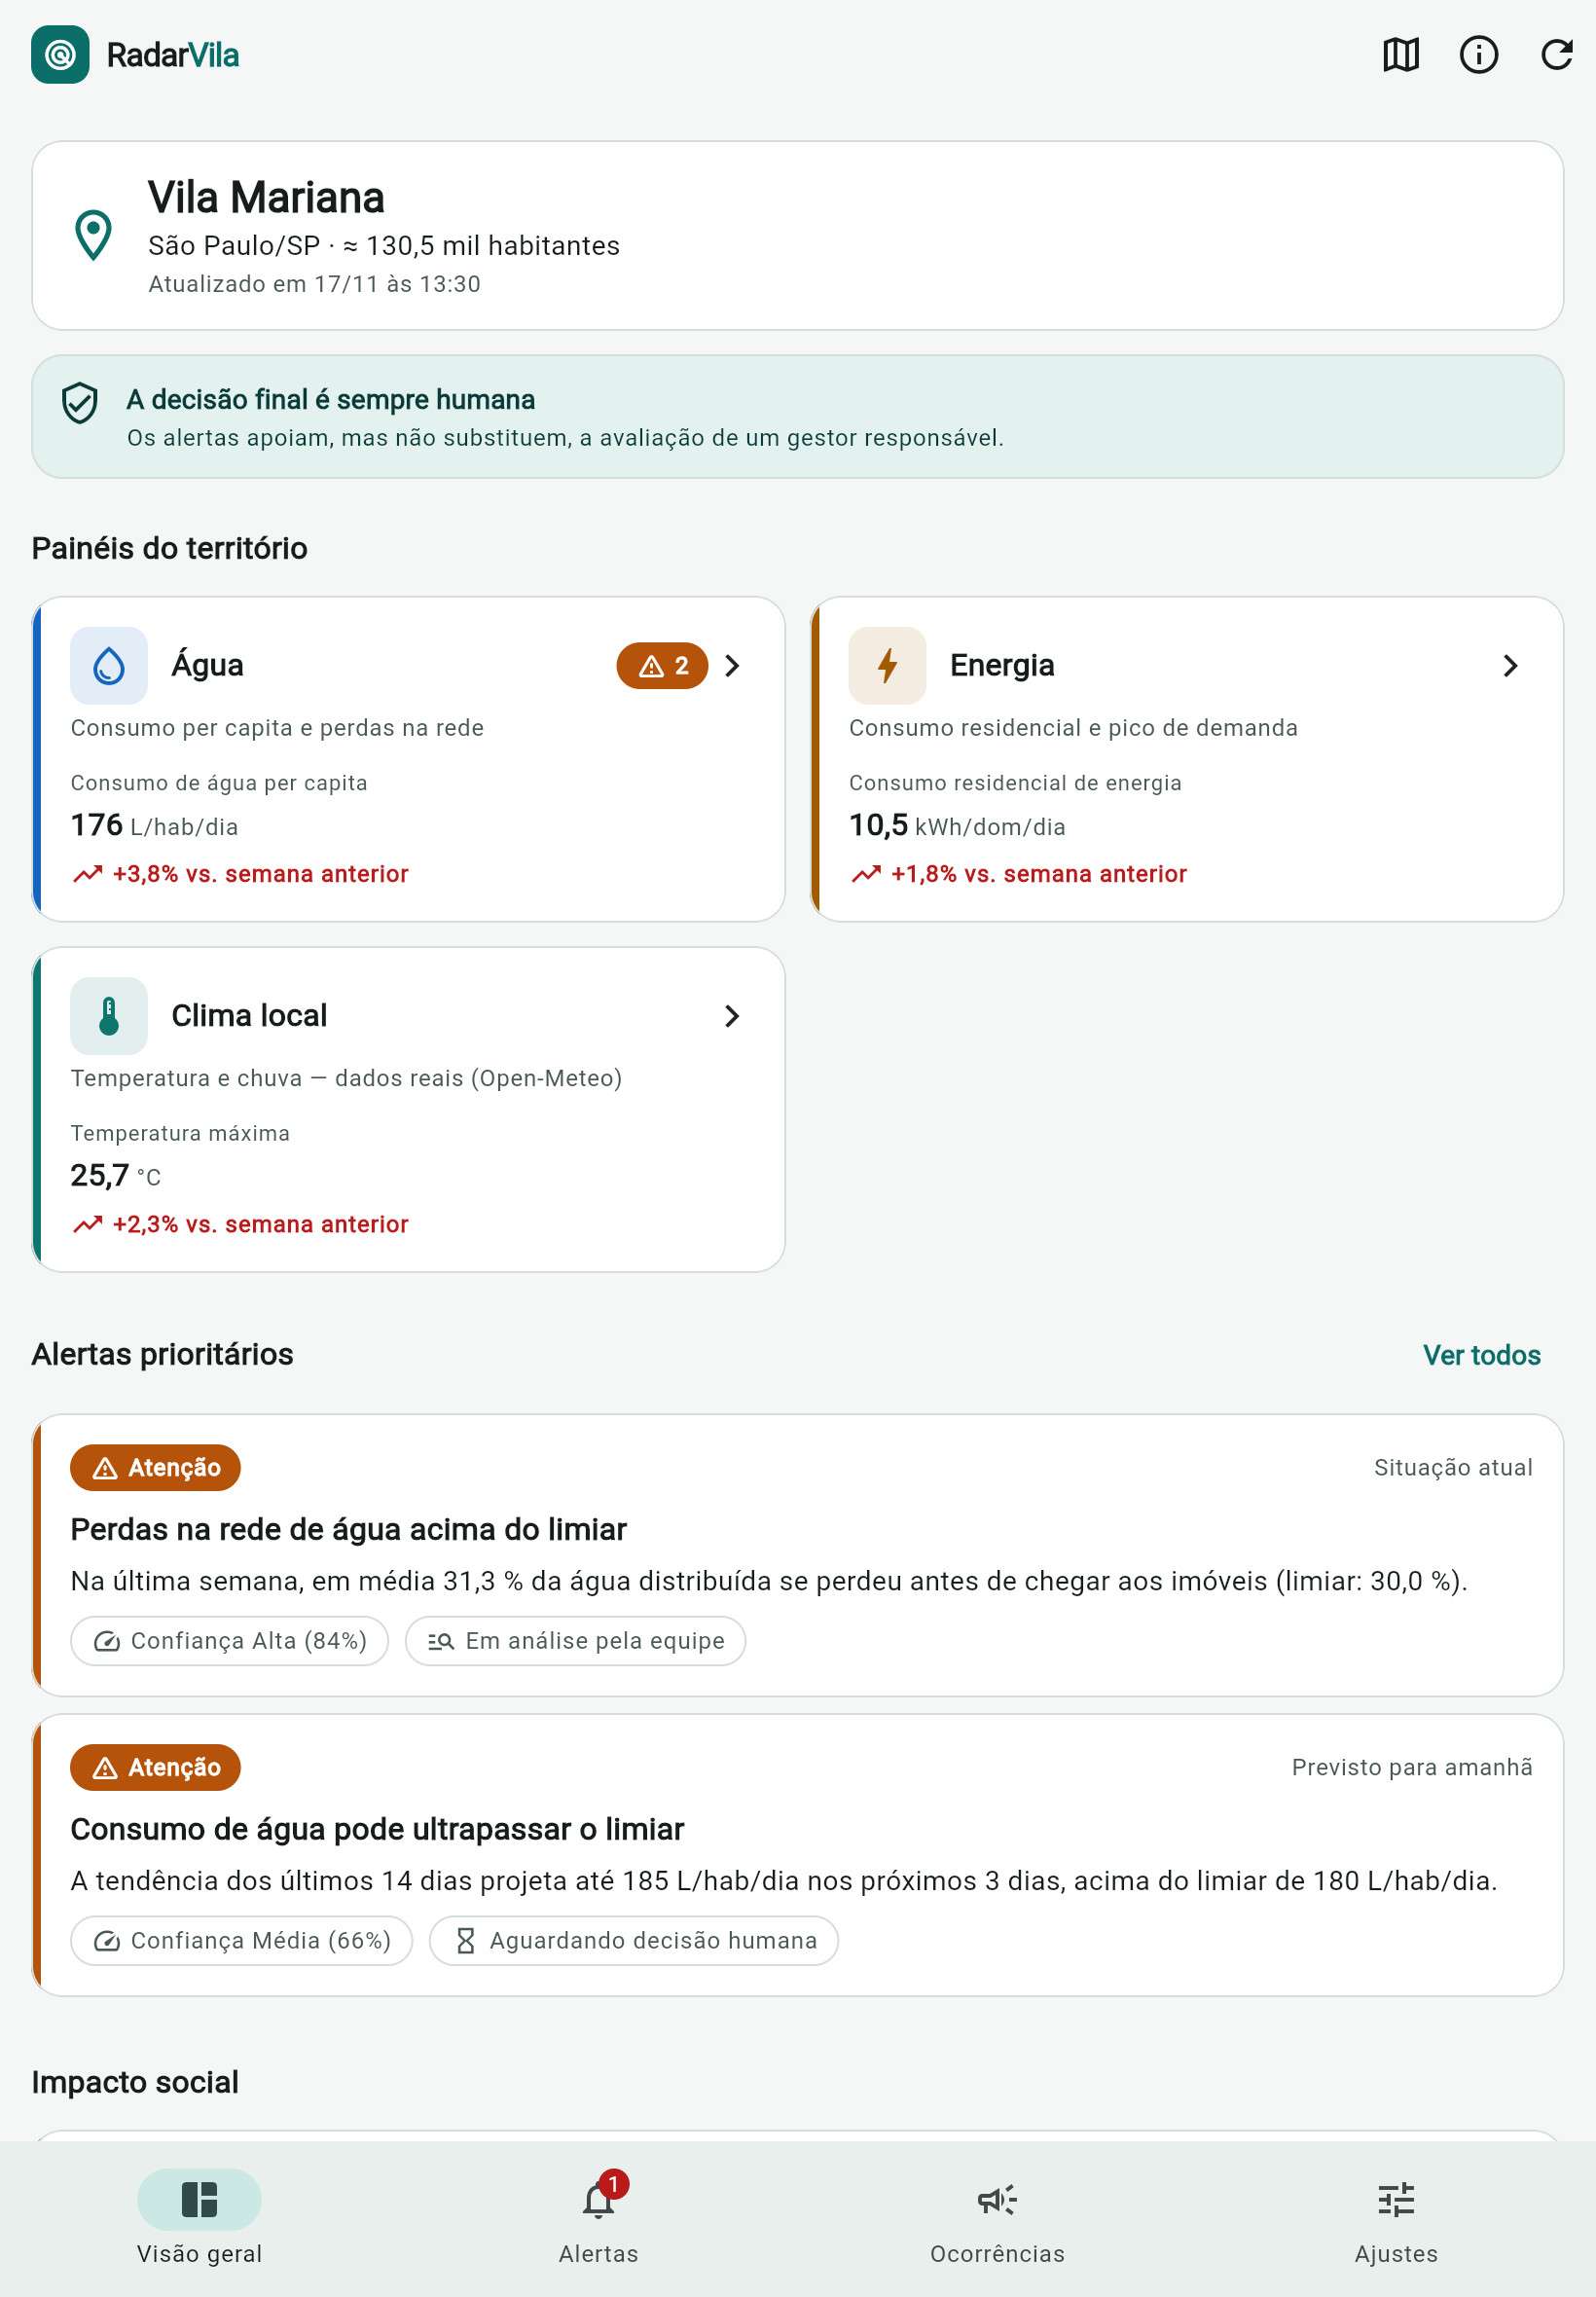 RadarVila
Vila Mariana
São Paulo/SP · ≈ 130,5 mil habitantes
Atualizado em 17/11 às 13:30
A decisão final é sempre humana
Os alertas apoiam, mas não substituem, a avaliação de um gestor responsável.
Painéis do território
Água
2
Consumo per capita e perdas na rede
Consumo de água per capita
176 L/hab/dia
+3,8% vs. semana anterior
Energia
Consumo residencial e pico de demanda
Consumo residencial de energia
10,5 kWh/dom/dia
+1,8% vs. semana anterior
Clima local
Temperatura e chuva — dados reais (Open-Meteo)
Temperatura máxima
25,7 °C
+2,3% vs. semana anterior
Alertas prioritários
Ver todos
Atenção
Situação atual
Perdas na rede de água acima do limiar
Na última semana, em média 31,3 % da água distribuída se perdeu antes de chegar aos imóveis (limiar: 30,0 %).
Confiança Alta (84%)
Em análise pela equipe
Atenção
Previsto para amanhã
Consumo de água pode ultrapassar o limiar
A tendência dos últimos 14 dias projeta até 185 L/hab/dia nos próximos 3 dias, acima do limiar de 180 L/hab/dia.
Confiança Média (66%)
Aguardando decisão humana
Impacto social
Visão geral
1
Alertas
Ocorrências
Ajustes